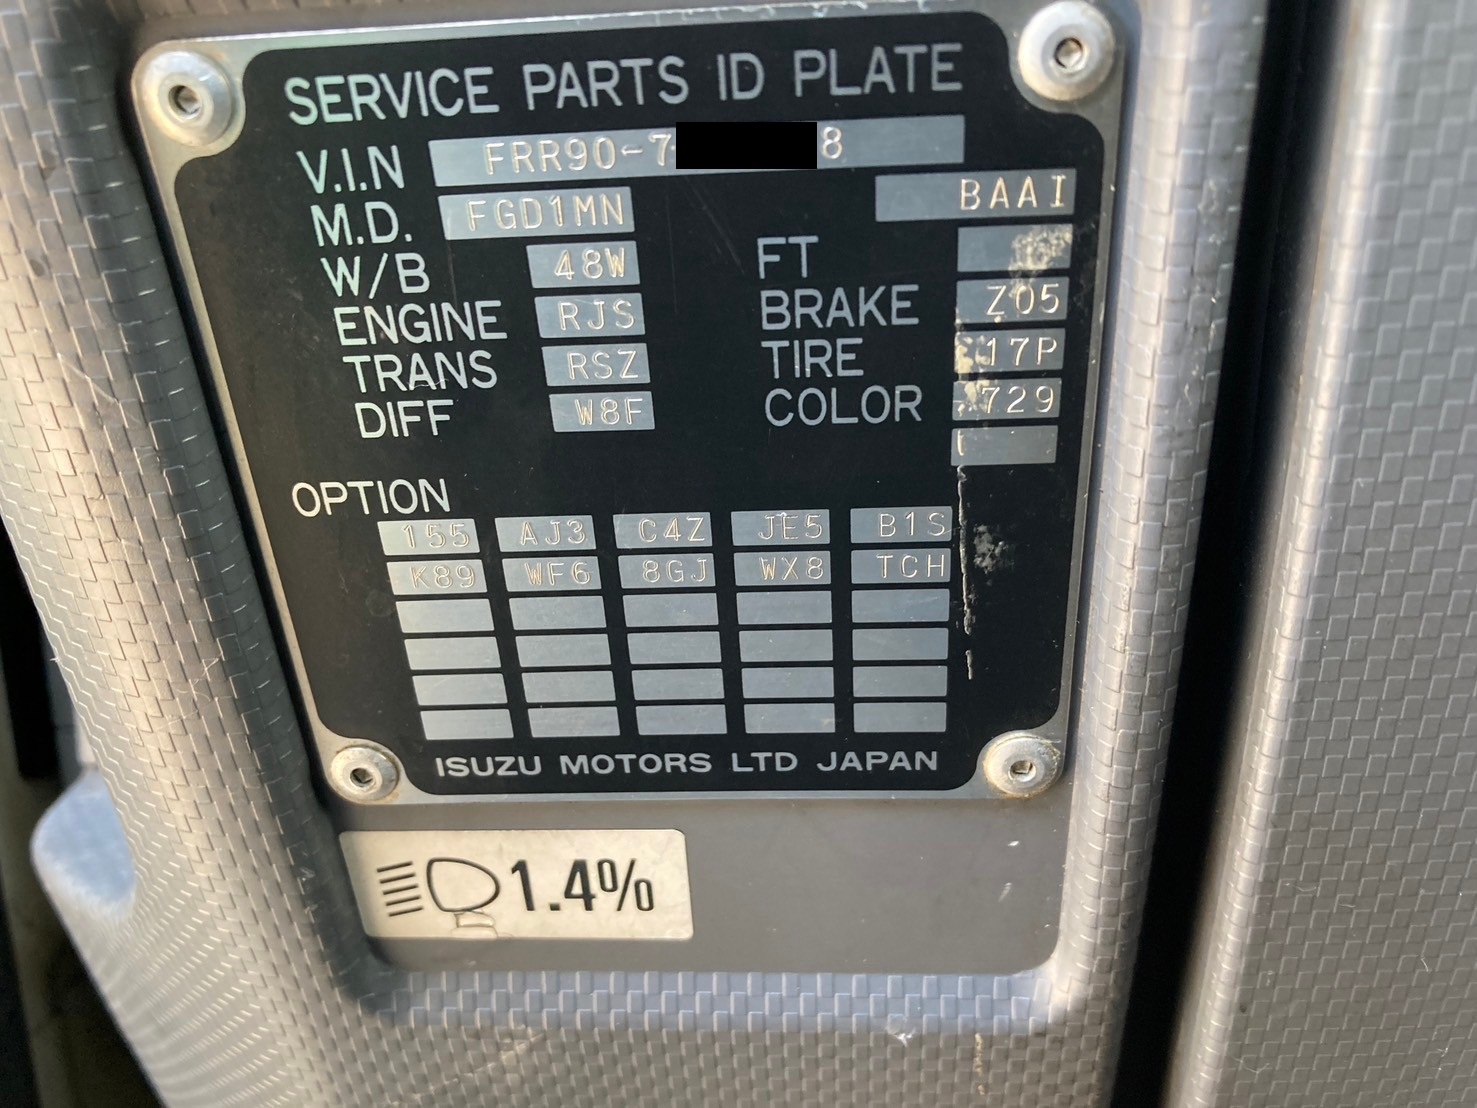 SERVICE PARTS ID PLATE
V.I.N FRR90-7 8
M.D. FGD1MN BAAI
W/B 48W FT
ENGINE RJS BRAKE Z05
TRANS RSZ TIRE 17P
DIFF W8F COLOR 729
OPTION
155 AJ3 C4Z JE5 B1S
K89 WF6 8GJ WX8 TCH
ISUZU MOTORS LTD JAPAN
1.4%